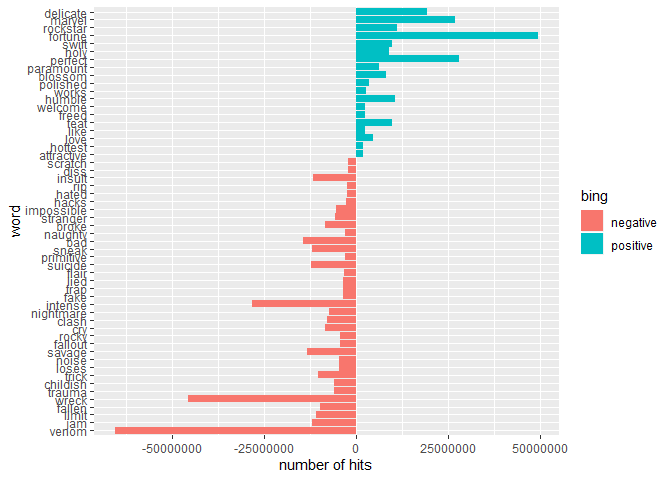 delicate
marvel
rockstar
fortune
swift
holy
perfect
paramount
blossom
polished
works
humble
welcome
freed
feat
like
love
hottest
attractive
scratch
diss
insult
rip
hated
hacks
impossible
stranger
broke
naughty
bad
sneak
primitive
suicide
flair
lied
trap
fake
intense
nightmare
clash
cry
rocky
fallout
savage
noise
loses
trick
childish
trauma
wreck
fallen
limit
jam
venom
word
-50000000 -25000000 0 25000000 50000000
number of hits
bing
negative
positive